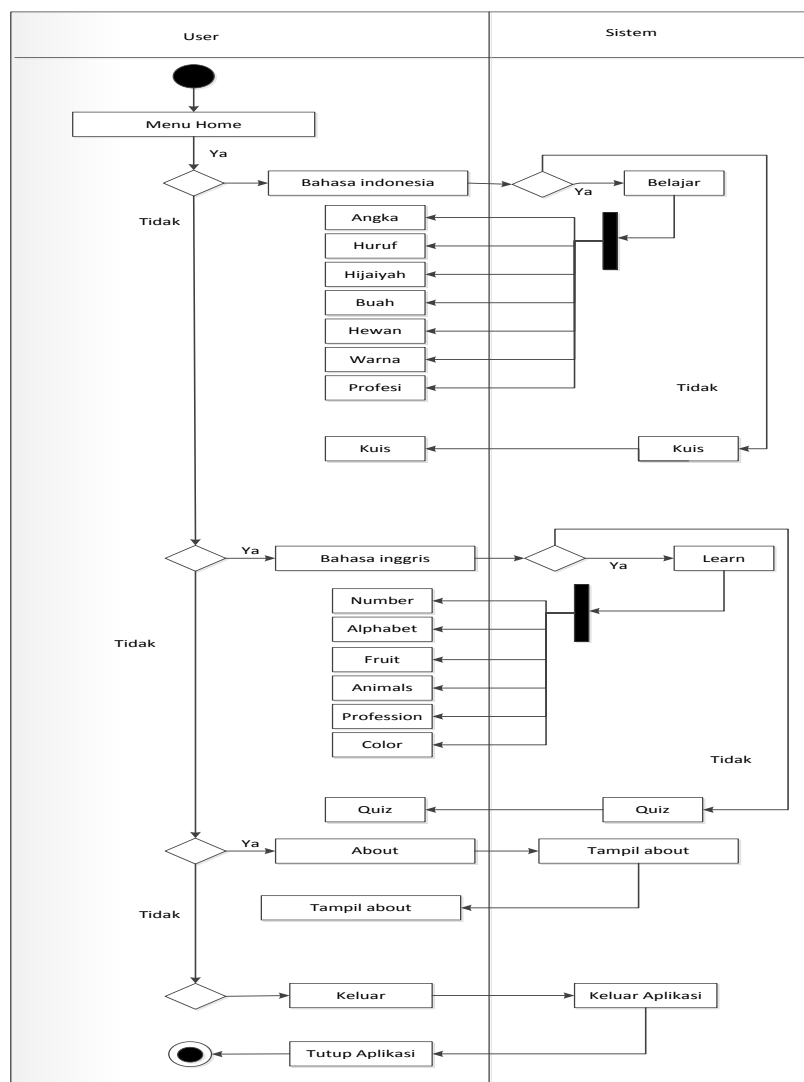 User
Sistem
Menu Home
Ya
Bahasa indonesia
Ya
Belajar
Tidak
Angka
Huruf
Hijaiyah
Buah
Hewan
Warna
Profesi
Tidak
Kuis
Kuis
Ya
Bahasa inggris
Ya
Learn
Number
Alphabet
Tidak
Fruit
Animals
Profession
Color
Tidak
Quiz
Quiz
Ya
About
Tampil about
Tidak
Tampil about
Keluar
Keluar Aplikasi
Tutup Aplikasi